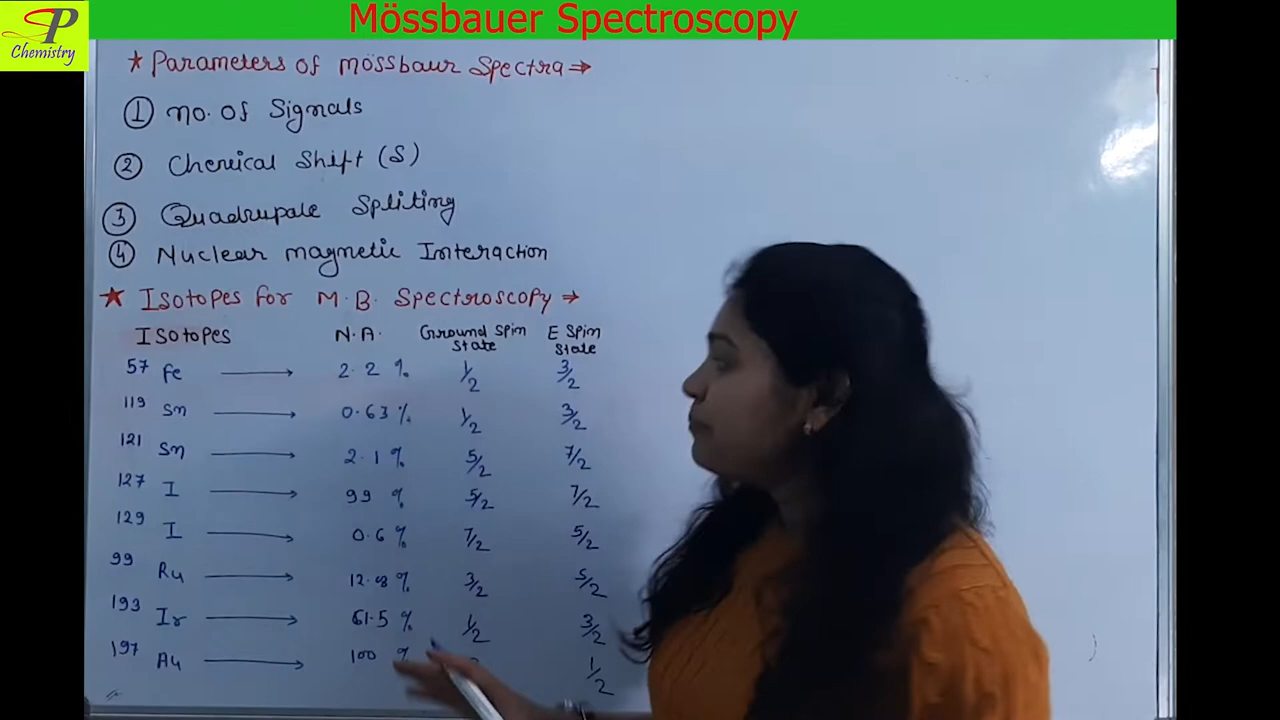 P
Chemistry
Mössbauer Spectroscopy
★ Parameters of Mössbaur Spectra ⇒
① no. of Signals
② Chemical Shift (S)
③ Quadrupole Spliting
④ Nuclear magnetic Interaction
★ Isotopes for M.B. Spectroscopy ⇒
Isotopes N.A. Ground Spin State E Spin State
57 Fe → 2.2 % 1/2 3/2
119 Sn → 0.63 % 1/2 3/2
121 Sn → 2.1 % 5/2 7/2
127 I → 99 % 5/2 7/2
129 I → 0.6 % 7/2 5/2
99 Ru → 12.8 % 3/2 5/2
193 Ir → 61.5 % 1/2 3/2
197 Au → 100 % 1/2